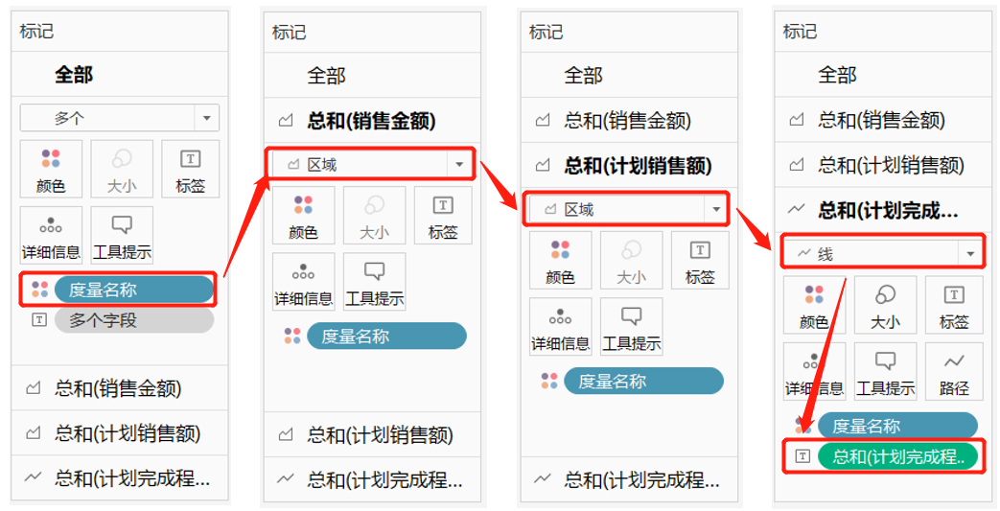 标记
全部
多个
颜色
大小
标签
详细信息
工具提示
度量名称
多个字段
总和(销售金额)
总和(计划销售额)
总和(计划完成程...
标记
全部
总和(销售金额)
区域
颜色
大小
标签
详细信息
工具提示
度量名称
总和(计划销售额)
总和(计划完成程...
标记
全部
总和(销售金额)
总和(计划销售额)
区域
颜色
大小
标签
详细信息
工具提示
度量名称
总和(计划完成程...
标记
全部
总和(销售金额)
总和(计划销售额)
总和(计划完成...
线
颜色
大小
标签
详细信息
工具提示
路径
度量名称
总和(计划完成程..